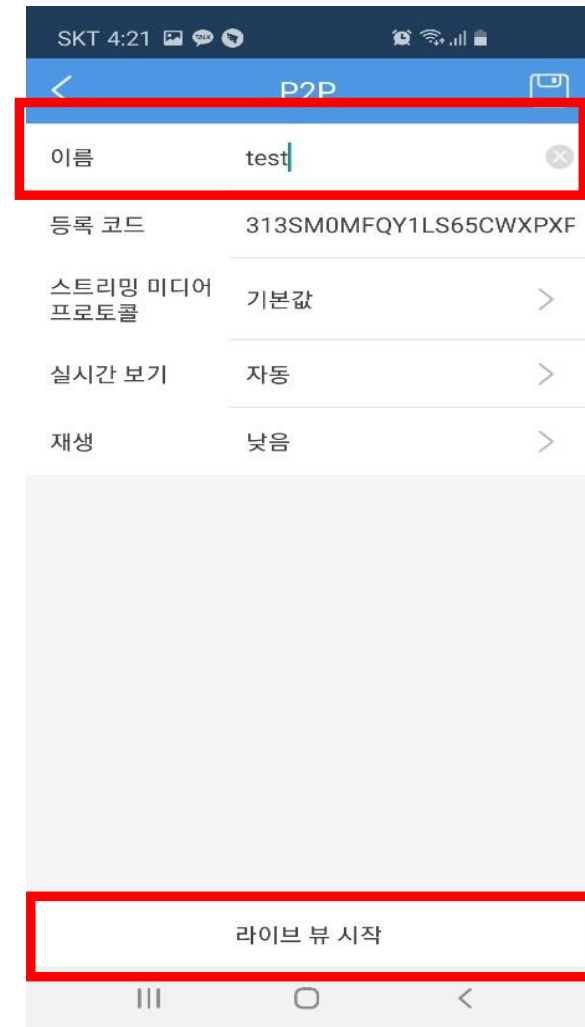 SKT 4:21
P2P
이름 test
등록 코드 313SM0MFQY1LS65CWXPXF
스트리밍 미디어
프로토콜 기본값
실시간 보기 자동
재생 낮음
라이브 뷰 시작